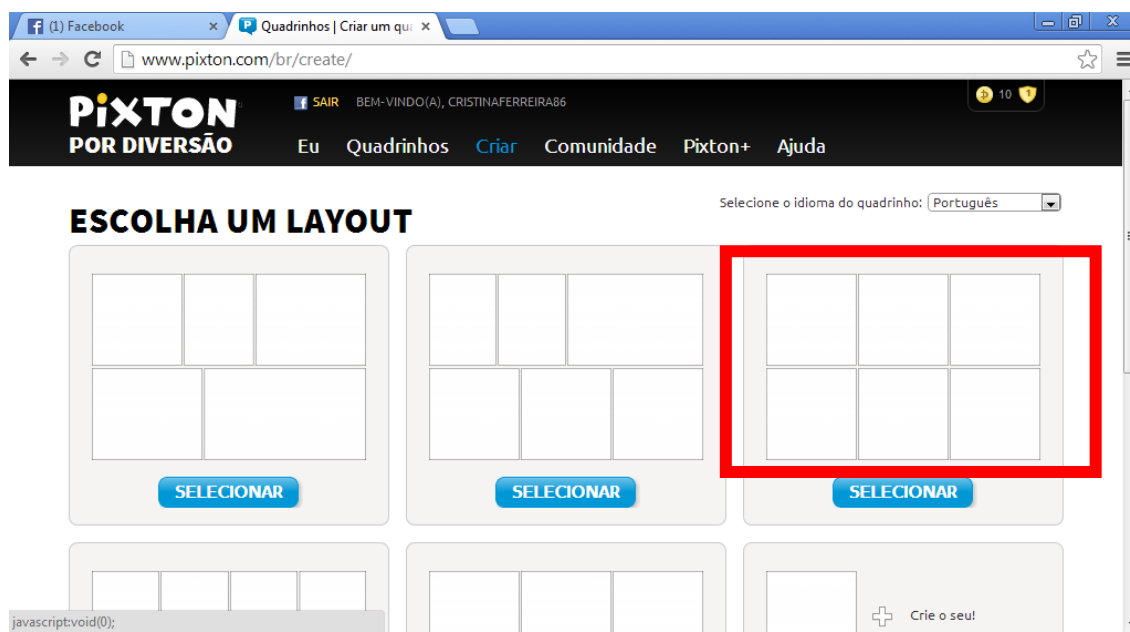 (1) Facebook
Quadrinhos | Criar um qua
www.pixton.com/br/create/
PiXTON
POR DIVERSÃO
SAIR BEM-VINDO(A), CRISTINAFERREIRA86
10 1
Eu Quadrinhos Criar Comunidade Pixton+ Ajuda
Selecione o idioma do quadrinho: Português
ESCOLHA UM LAYOUT
SELECIONAR SELECIONAR SELECIONAR
Crie o seu!
javascript:void(0);